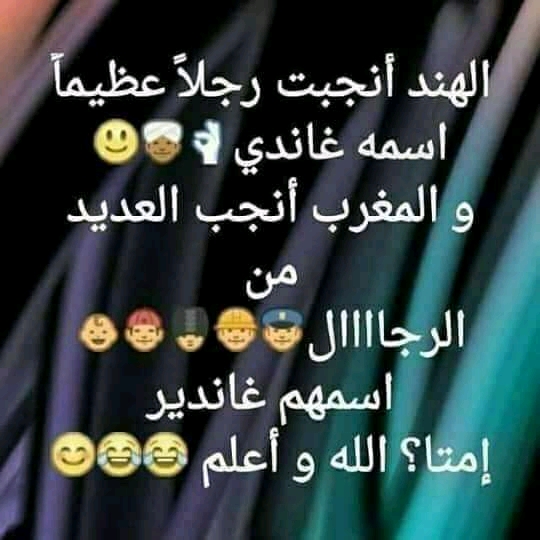 الهند أنجبت رجلاً عظيماً
اسمه غاندي 👌👳🙂
و المغرب أنجب العديد
من
الرجاااال👮👷💂👲👶
اسمهم غاندير
إمتا؟ الله و أعلم 😂😂😊